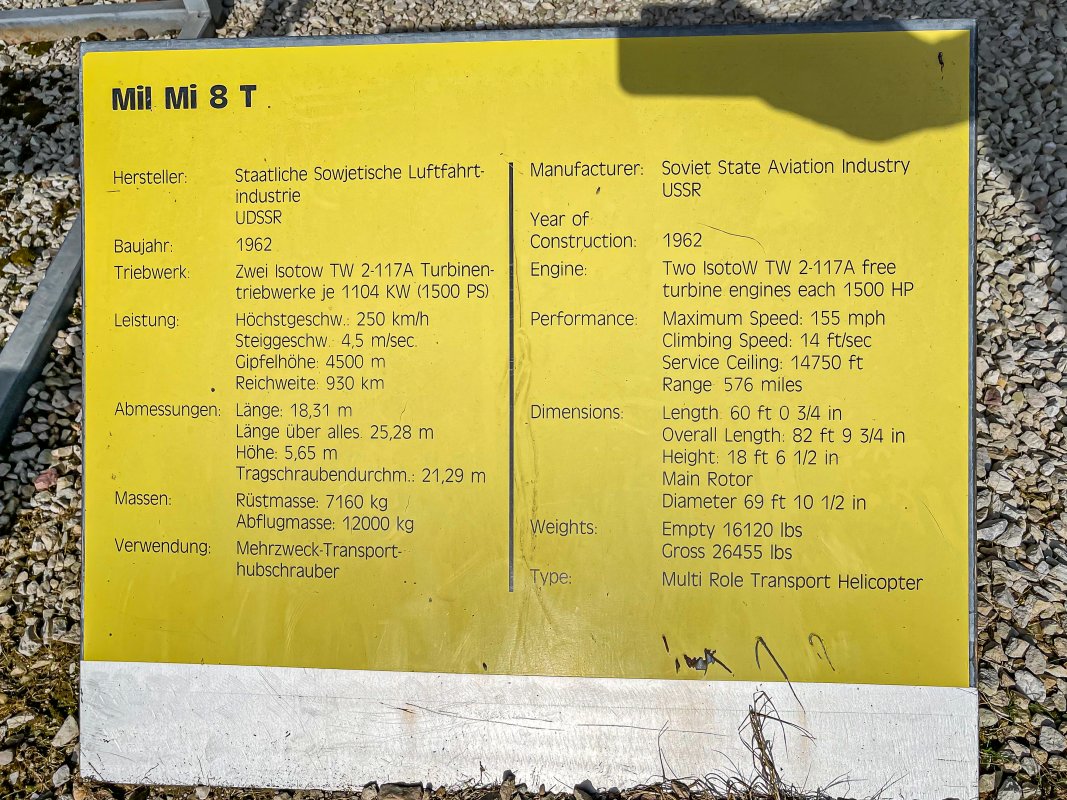 Mil Mi 8 T
Hersteller: Staatliche Sowjetische Luftfahrt-
industrie
UDSSR
Baujahr: 1962
Triebwerk: Zwei Isotow TW 2-117A Turbinen-
triebwerke je 1104 KW (1500 PS)
Leistung: Höchstgeschw.: 250 km/h
Steiggeschw.: 4,5 m/sec.
Gipfelhöhe: 4500 m
Reichweite: 930 km
Abmessungen: Länge: 18,31 m
Länge über alles: 25,28 m
Höhe: 5,65 m
Tragschraubendurchm.: 21,29 m
Massen: Rüstmasse: 7160 kg
Abflugmasse: 12000 kg
Verwendung: Mehrzweck-Transport-
hubschrauber
Manufacturer: Soviet State Aviation Industry
USSR
Year of
Construction: 1962
Engine: Two IsotoW TW 2-117A free
turbine engines each 1500 HP
Performance: Maximum Speed: 155 mph
Climbing Speed: 14 ft/sec
Service Ceiling: 14750 ft
Range: 576 miles
Dimensions: Length: 60 ft 0 3/4 in
Overall Length: 82 ft 9 3/4 in
Height: 18 ft 6 1/2 in
Main Rotor
Diameter 69 ft 10 1/2 in
Weights: Empty 16120 lbs
Gross 26455 lbs
Type: Multi Role Transport Helicopter